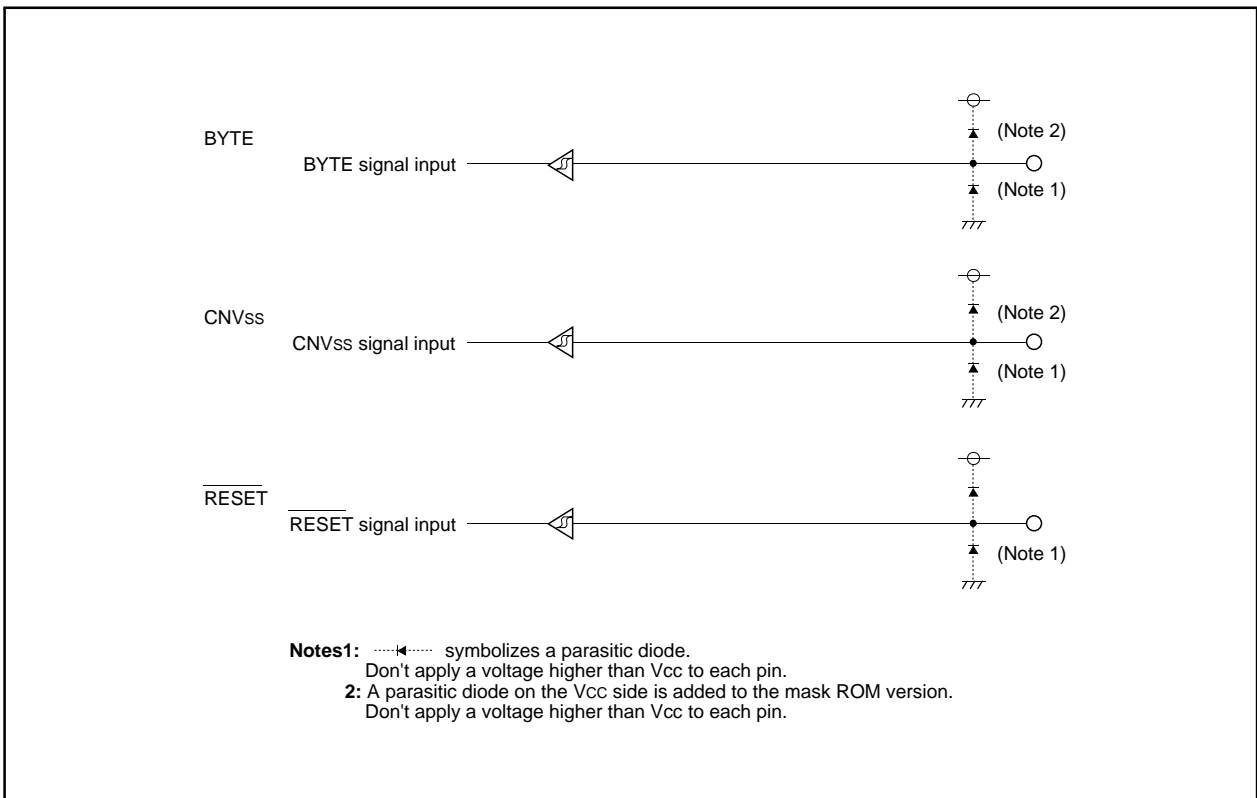 (Note 2)
BYTE
BYTE signal input
(Note 1)
(Note 2)
CNVss
CNVss signal input
(Note 1)
RESET
RESET signal input
(Note 1)
Notes1: symbolizes a parasitic diode.
Don't apply a voltage higher than Vcc to each pin.
2: A parasitic diode on the VCC side is added to the mask ROM version.
Don't apply a voltage higher than Vcc to each pin.